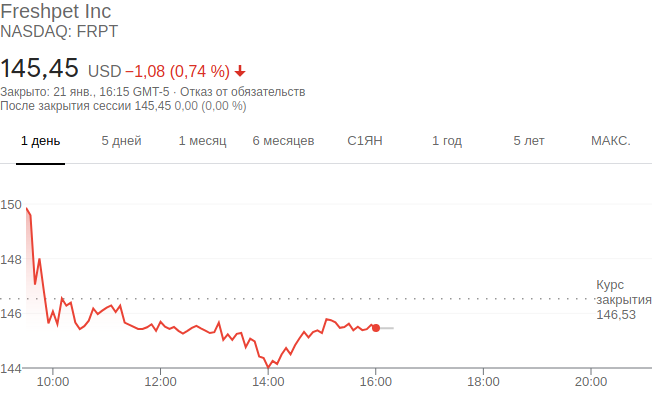 Freshpet Inc
NASDAQ: FRPT
145,45 USD −1,08 (0,74 %)
Закрыто: 21 янв., 16:15 GMT-5 · Отказ от обязательств
После закрытия сессии 145,45 0,00 (0,00 %)
1 день 5 дней 1 месяц 6 месяцев С1ЯН 1 год 5 лет МАКС.
150
148
Курс
закрытия
146,53
146
144
10:00 12:00 14:00 16:00 18:00 20:00